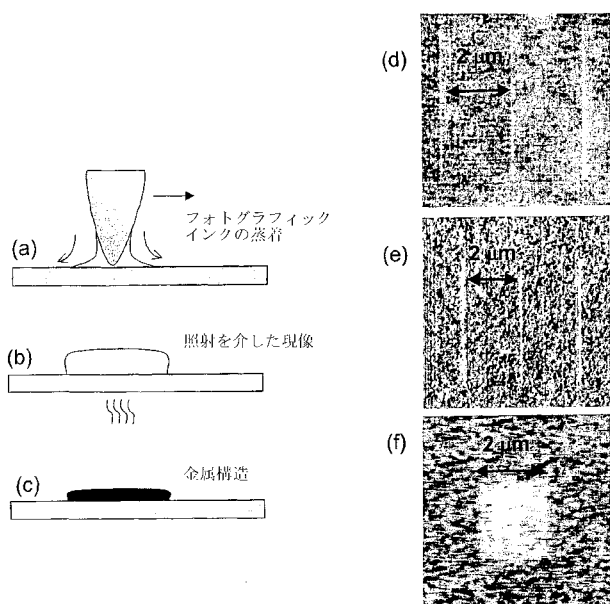 (a)
フォトグラフィック
インクの蒸着
(b)
照射を介した現像
(c)
金属構造
(d)
2 μm
(e)
2 μm
(f)
2 μm